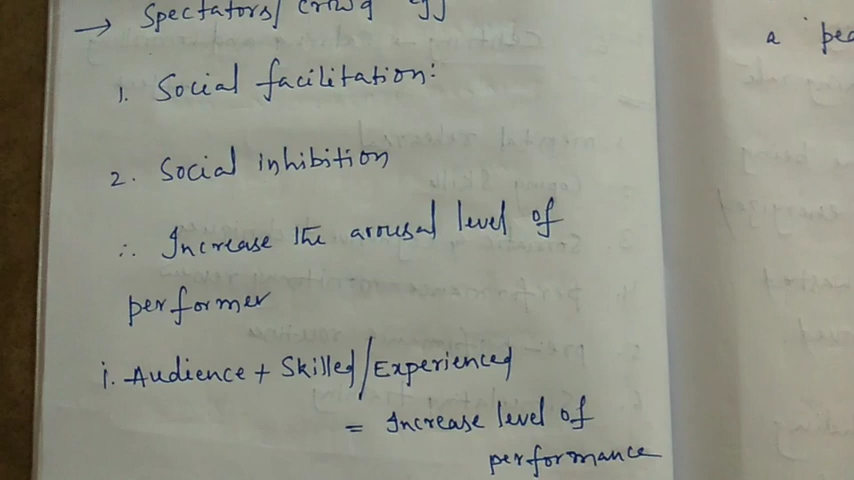 → Spectators/ crowd
1. Social facilitation:
2. Social inhibition
∴ Increase the arousal level of
performer
i. Audience + Skilled/Experienced
= Increase level of
performance
a